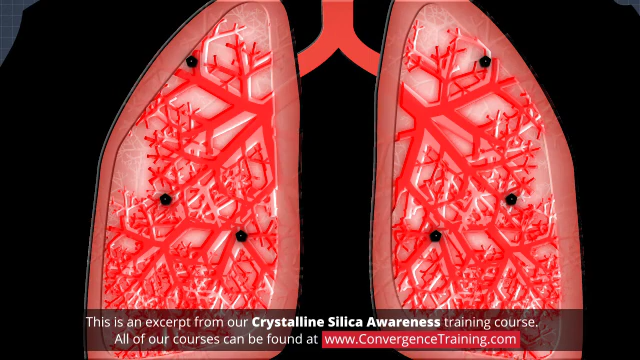 This is an excerpt from our Crystalline Silica Awareness training course.
All of our courses can be found at www.ConvergenceTraining.com